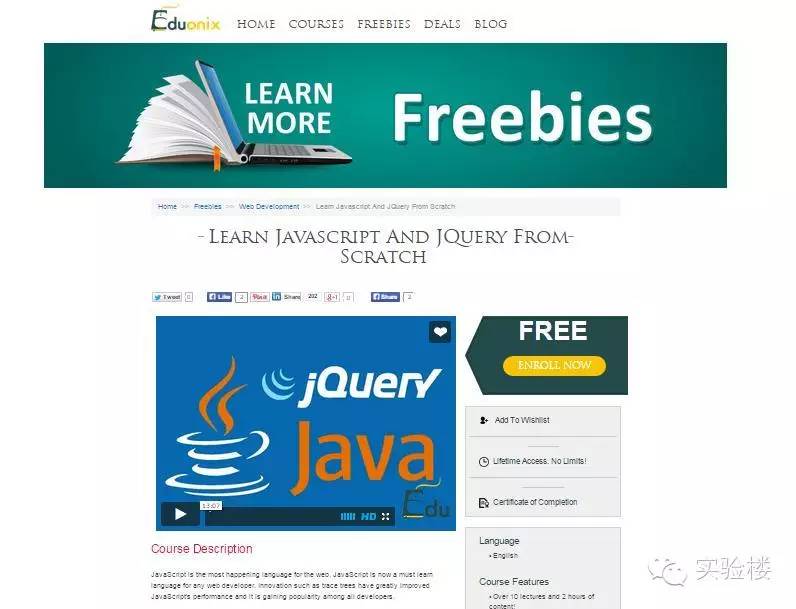 Eduonix HOME COURSES FREEBIES DEALS BLOG
LEARN
MORE
Freebies
Home >> Freebies >> Web Development >> Learn Javascript And JQuery From Scratch
- Learn Javascript And JQuery From-
Scratch
Tweet 0 Like 2 Pinit Share 202 g+1 0 Share 2
jQuery
Java
Edu
13:07
HD
FREE
ENROLL NOW
Add To Wishlist
Lifetime Access. No Limits!
Certificate of Completion
Course Description
JavaScript is the most happening language for the web. JavaScript is now a must learn
language for any web developer. Innovation such as trace trees have greatly improved
JavaScript's performance and it is gaining popularity among all developers.
Language
• English
Course Features
• Over 10 lectures and 2 hours of
content!
实验楼